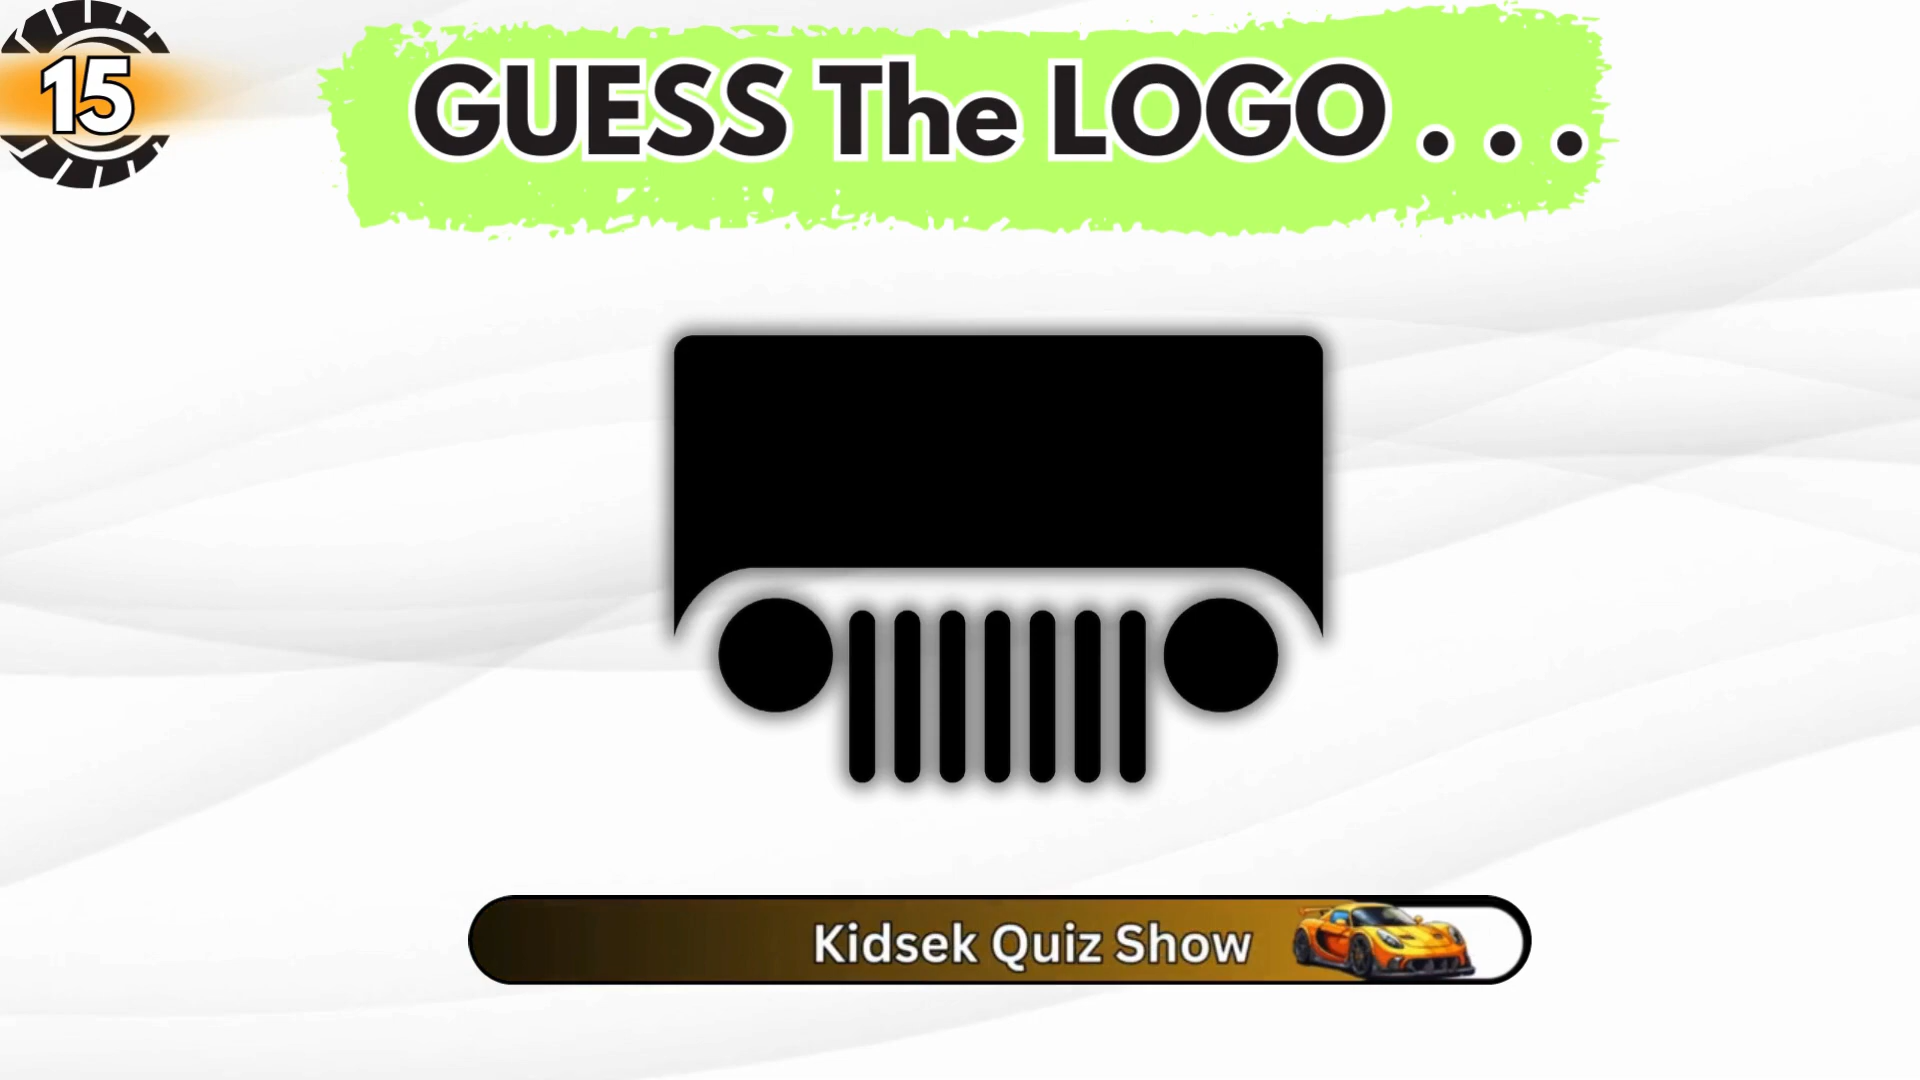 15
GUESS The LOGO . . .
Kidsek Quiz Show